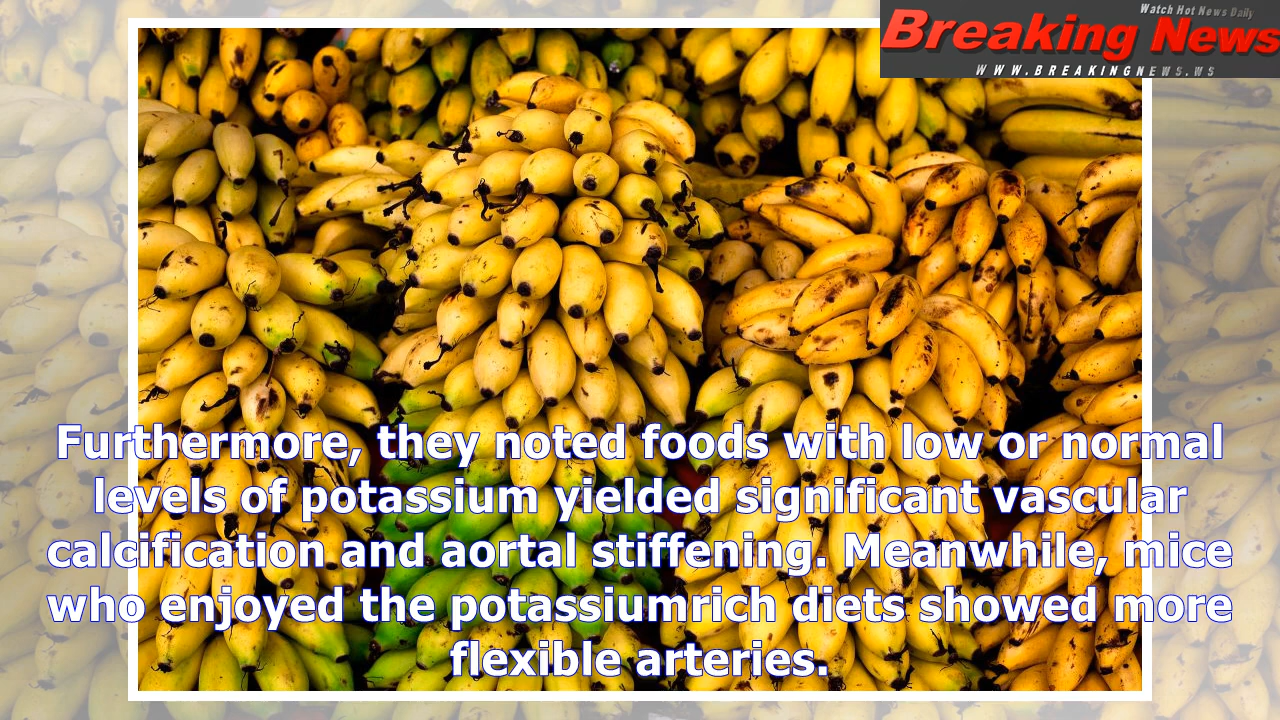 Watch Hot News Daily
Breaking News
WWW.BREAKINGNEWS.WS
Furthermore, they noted foods with low or normal
levels of potassium yielded significant vascular
calcification and aortal stiffening. Meanwhile, mice
who enjoyed the potassiumrich diets showed more
flexible arteries.